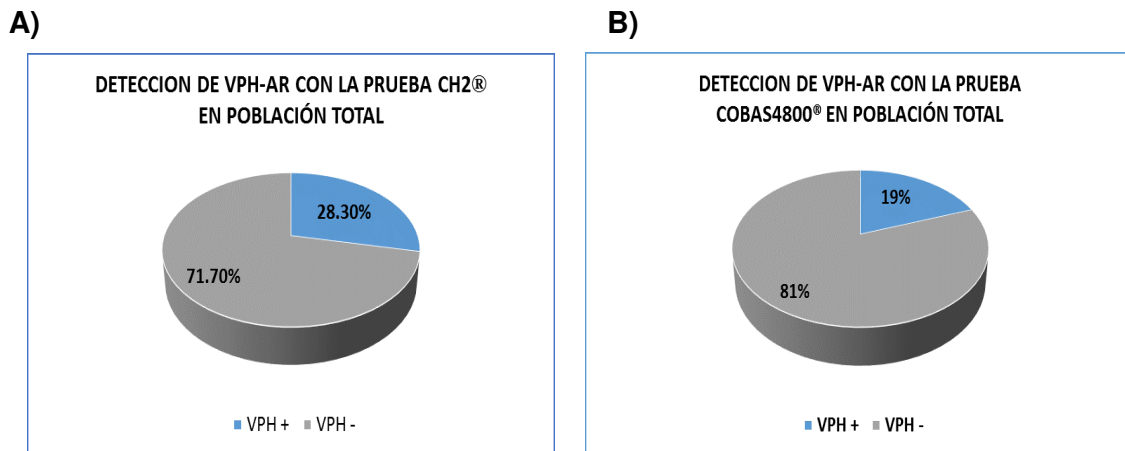 A)
DETECCION DE VPH-AR CON LA PRUEBA CH2®
EN POBLACIÓN TOTAL
28.30%
71.70%
VPH + VPH -
B)
DETECCION DE VPH-AR CON LA PRUEBA
COBAS4800® EN POBLACIÓN TOTAL
19%
81%
VPH + VPH -